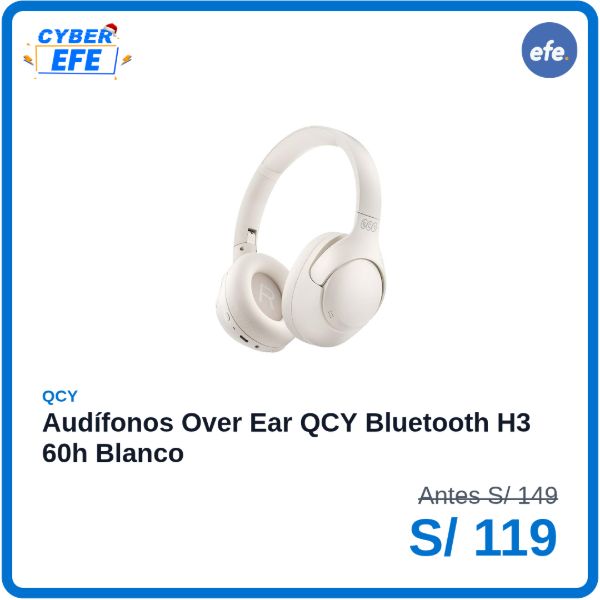 CYBER
EFE
efe.
QCY
R
QCY
Audífonos Over Ear QCY Bluetooth H3
60h Blanco
Antes S/ 149
S/ 119